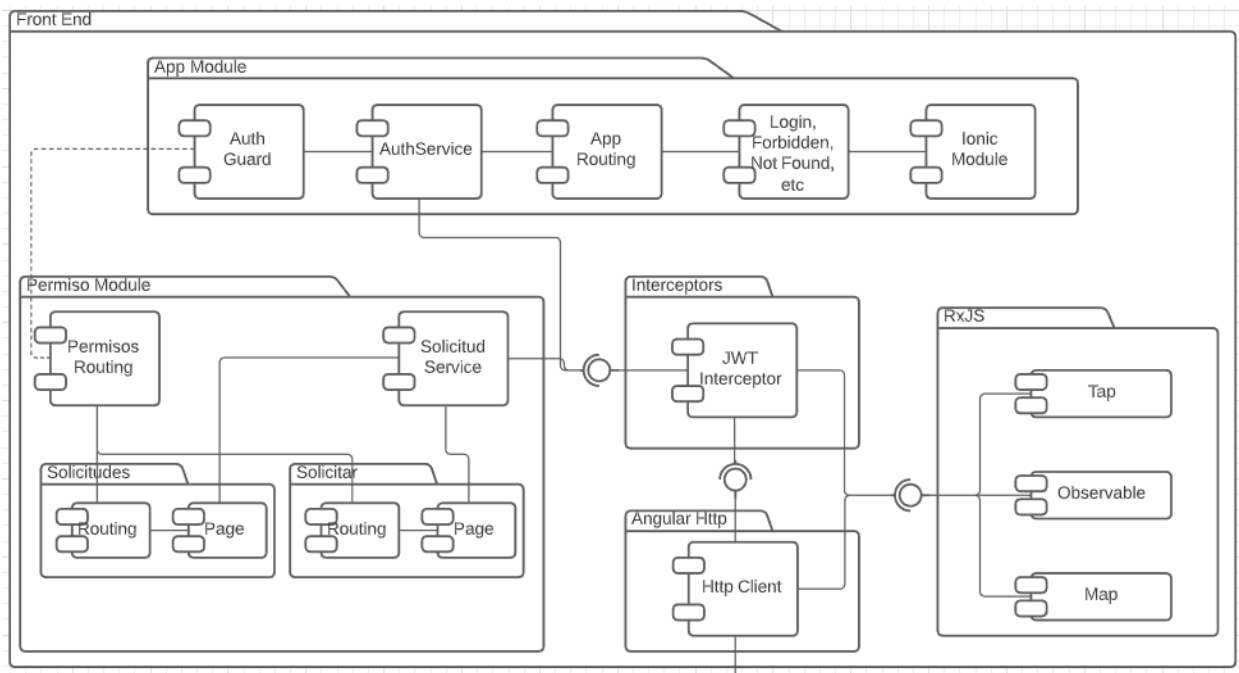 Front End
App Module
Auth
Guard
AuthService
App
Routing
Login,
Forbidden,
Not Found,
etc
Ionic
Module
Permiso Module
Permisos
Routing
Solicitud
Service
Solicitudes
Routing
Page
Solicitar
Routing
Page
Interceptors
JWT
Interceptor
Angular Http
Http Client
RxJS
Tap
Observable
Map